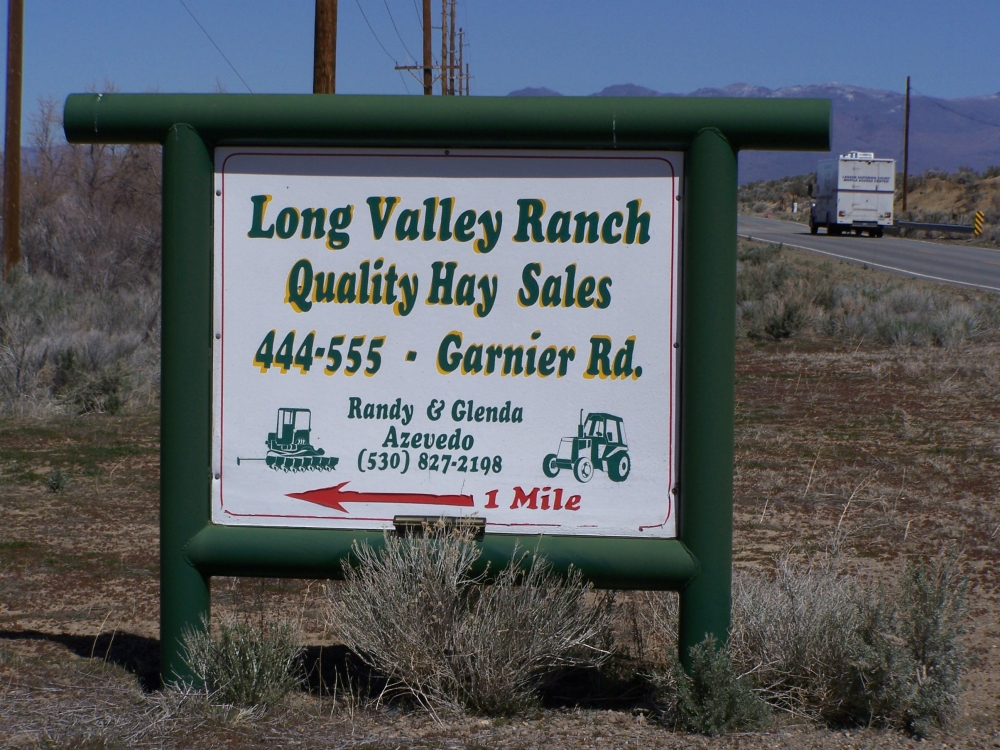 Long Valley Ranch
Quality Hay Sales
444-555 - Garnier Rd.
Randy & Glenda
Azevedo
(530) 827-2198
1 Mile